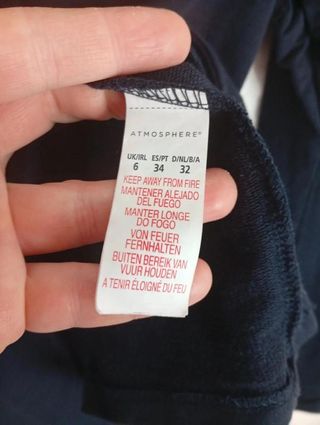 ATMOSPHERE®
UK/IRL ES/PT D/NL/B/A
6 34 32
KEEP AWAY FROM FIRE
MANTENER ALEJADO
DEL FUEGO
MANTER LONGE
DO FOGO
VON FEUER
FERNHALTEN
BUITEN BEREIK VAN
VUUR HOUDEN
A TENIR ÉLOIGNÉ DU FEU